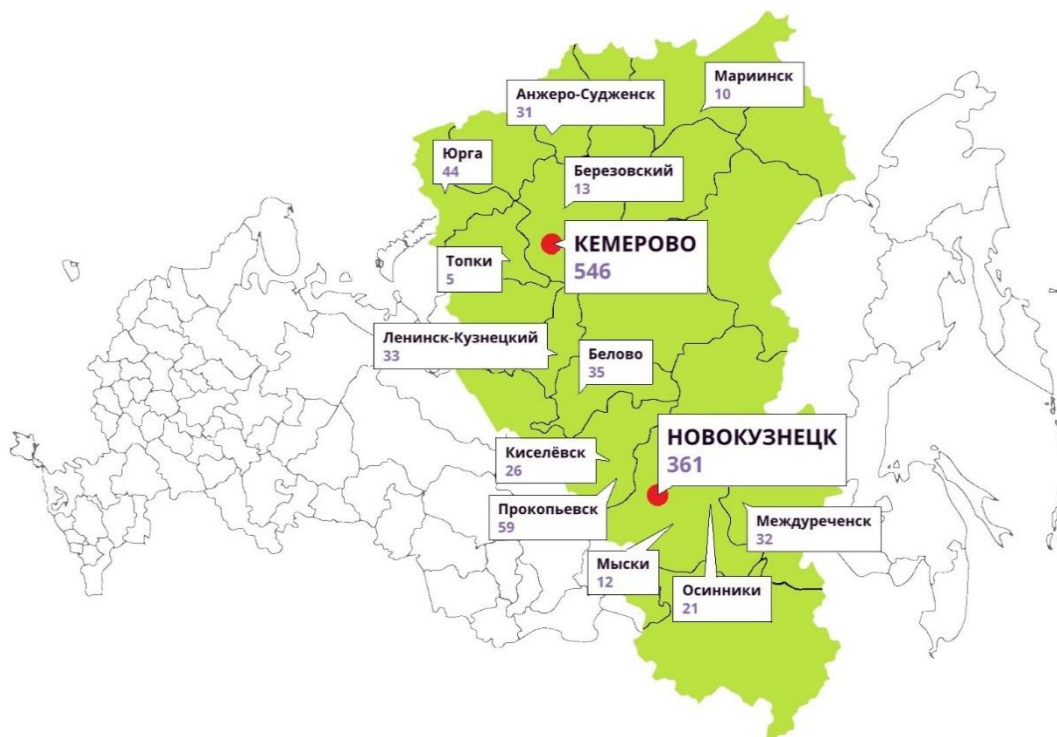 Мариинск
10
Анжеро-Судженск
31
Юрга
44
Березовский
13
КЕМЕРОВО
546
Топки
5
Ленинск-Кузнецкий
33
Белово
35
НОВОКУЗНЕЦК
361
Киселёвск
26
Прокопьевск
59
Междуреченск
32
Мыски
12
Осинники
21